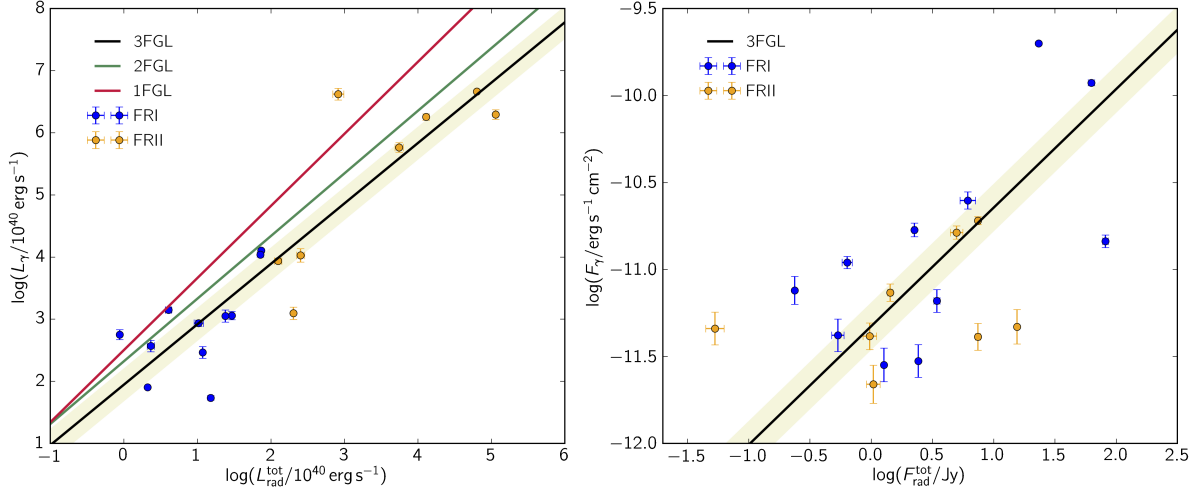 8
7
6
5
4
3
2
1
log(L_γ/10^40 erg s^−1)
3FGL
2FGL
1FGL
FRI
FRII
−1 0 1 2 3 4 5 6
log(L_rad^tot/10^40 erg s^−1)
−9.5
−10.0
−10.5
−11.0
−11.5
−12.0
log(F_γ/erg s^−1 cm^−2)
3FGL
FRI
FRII
−1.5 −1.0 −0.5 0.0 0.5 1.0 1.5 2.0 2.5
log(F_rad^tot/Jy)